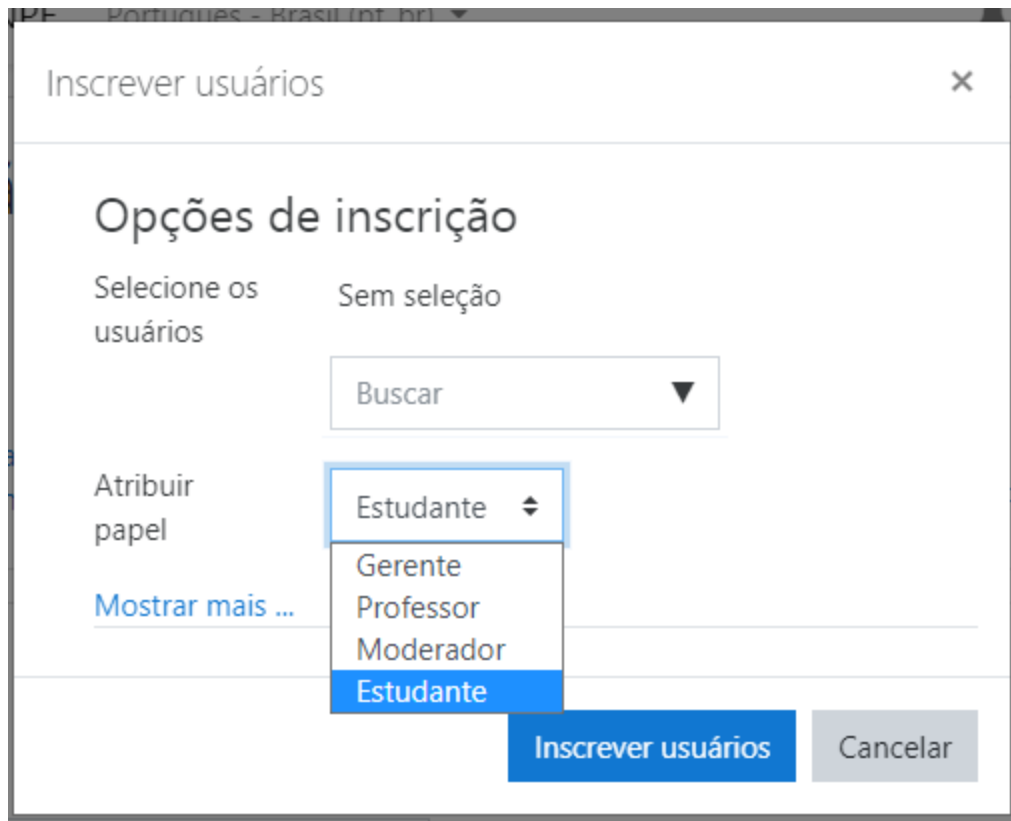 Português - Brasil (pt_br)
Inscrever usuários ×
Opções de inscrição
Selecione os
usuários
Sem seleção
Buscar
Atribuir
papel
Estudante
Gerente
Professor
Moderador
Estudante
Mostrar mais ...
Inscrever usuários
Cancelar